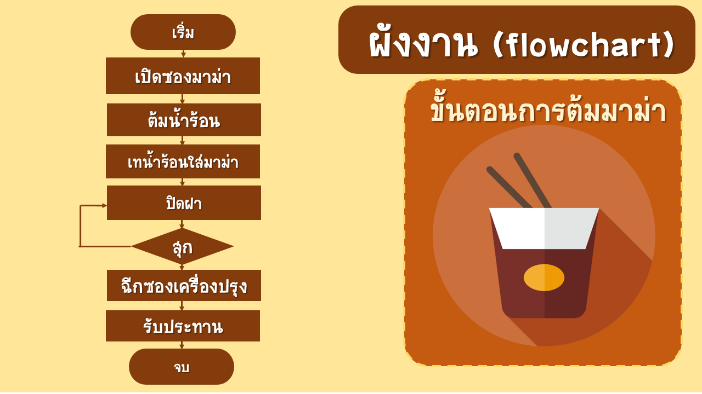 ผังงาน (flowchart)
ขั้นตอนการต้มมาม่า
เริ่ม
เปิดซองมาม่า
ต้มน้ำร้อน
เทน้ำร้อนใส่มาม่า
ปิดฝา
สุก
ฉีกซองเครื่องปรุง
รับประทาน
จบ